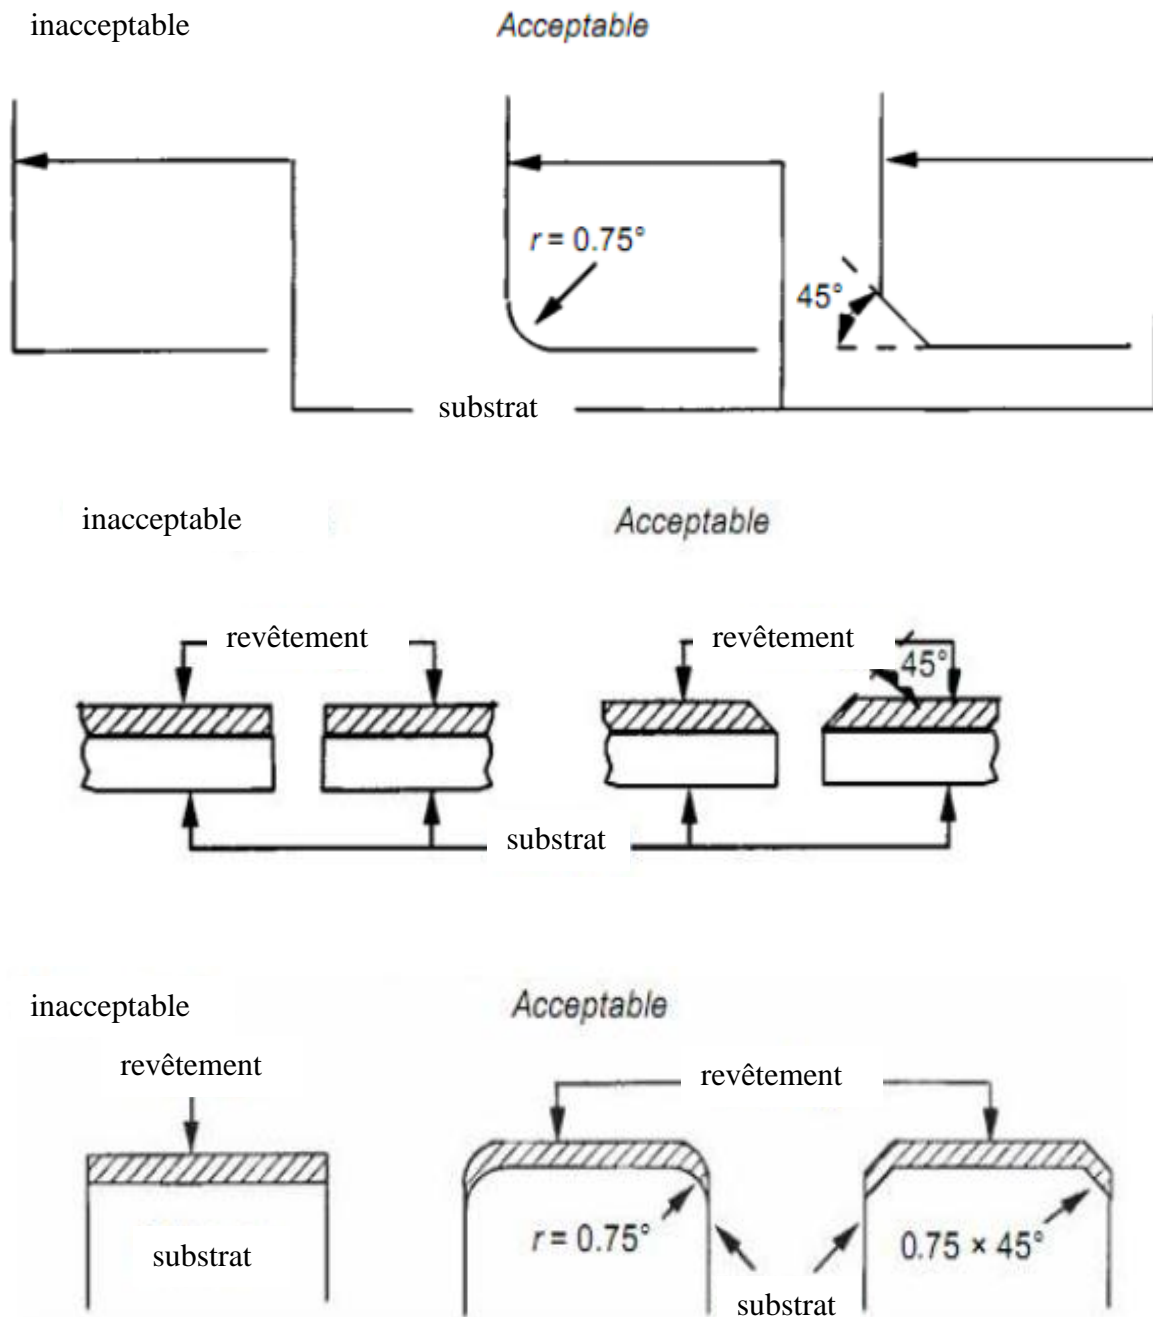 inacceptable Acceptable
r = 0.75°
45°
substrat
inacceptable Acceptable
revêtement revêtement
45°
substrat
inacceptable Acceptable
revêtement revêtement
r = 0.75° 0.75 × 45°
substrat
substrat